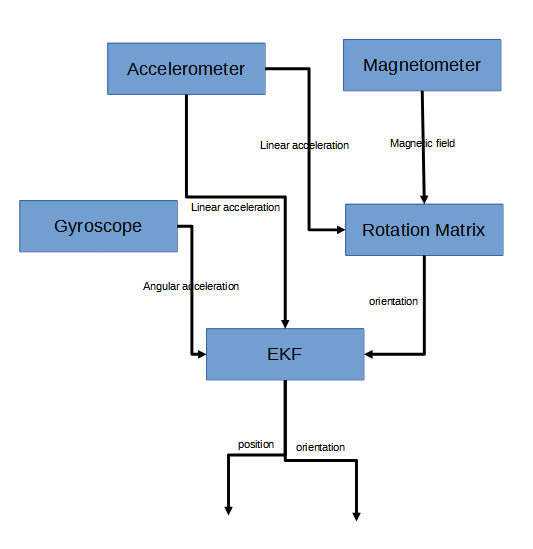 Accelerometer
Magnetometer
Linear acceleration
Magnetic field
Linear acceleration
Gyroscope
Rotation Matrix
Angular acceleration
orientation
EKF
position
orientation